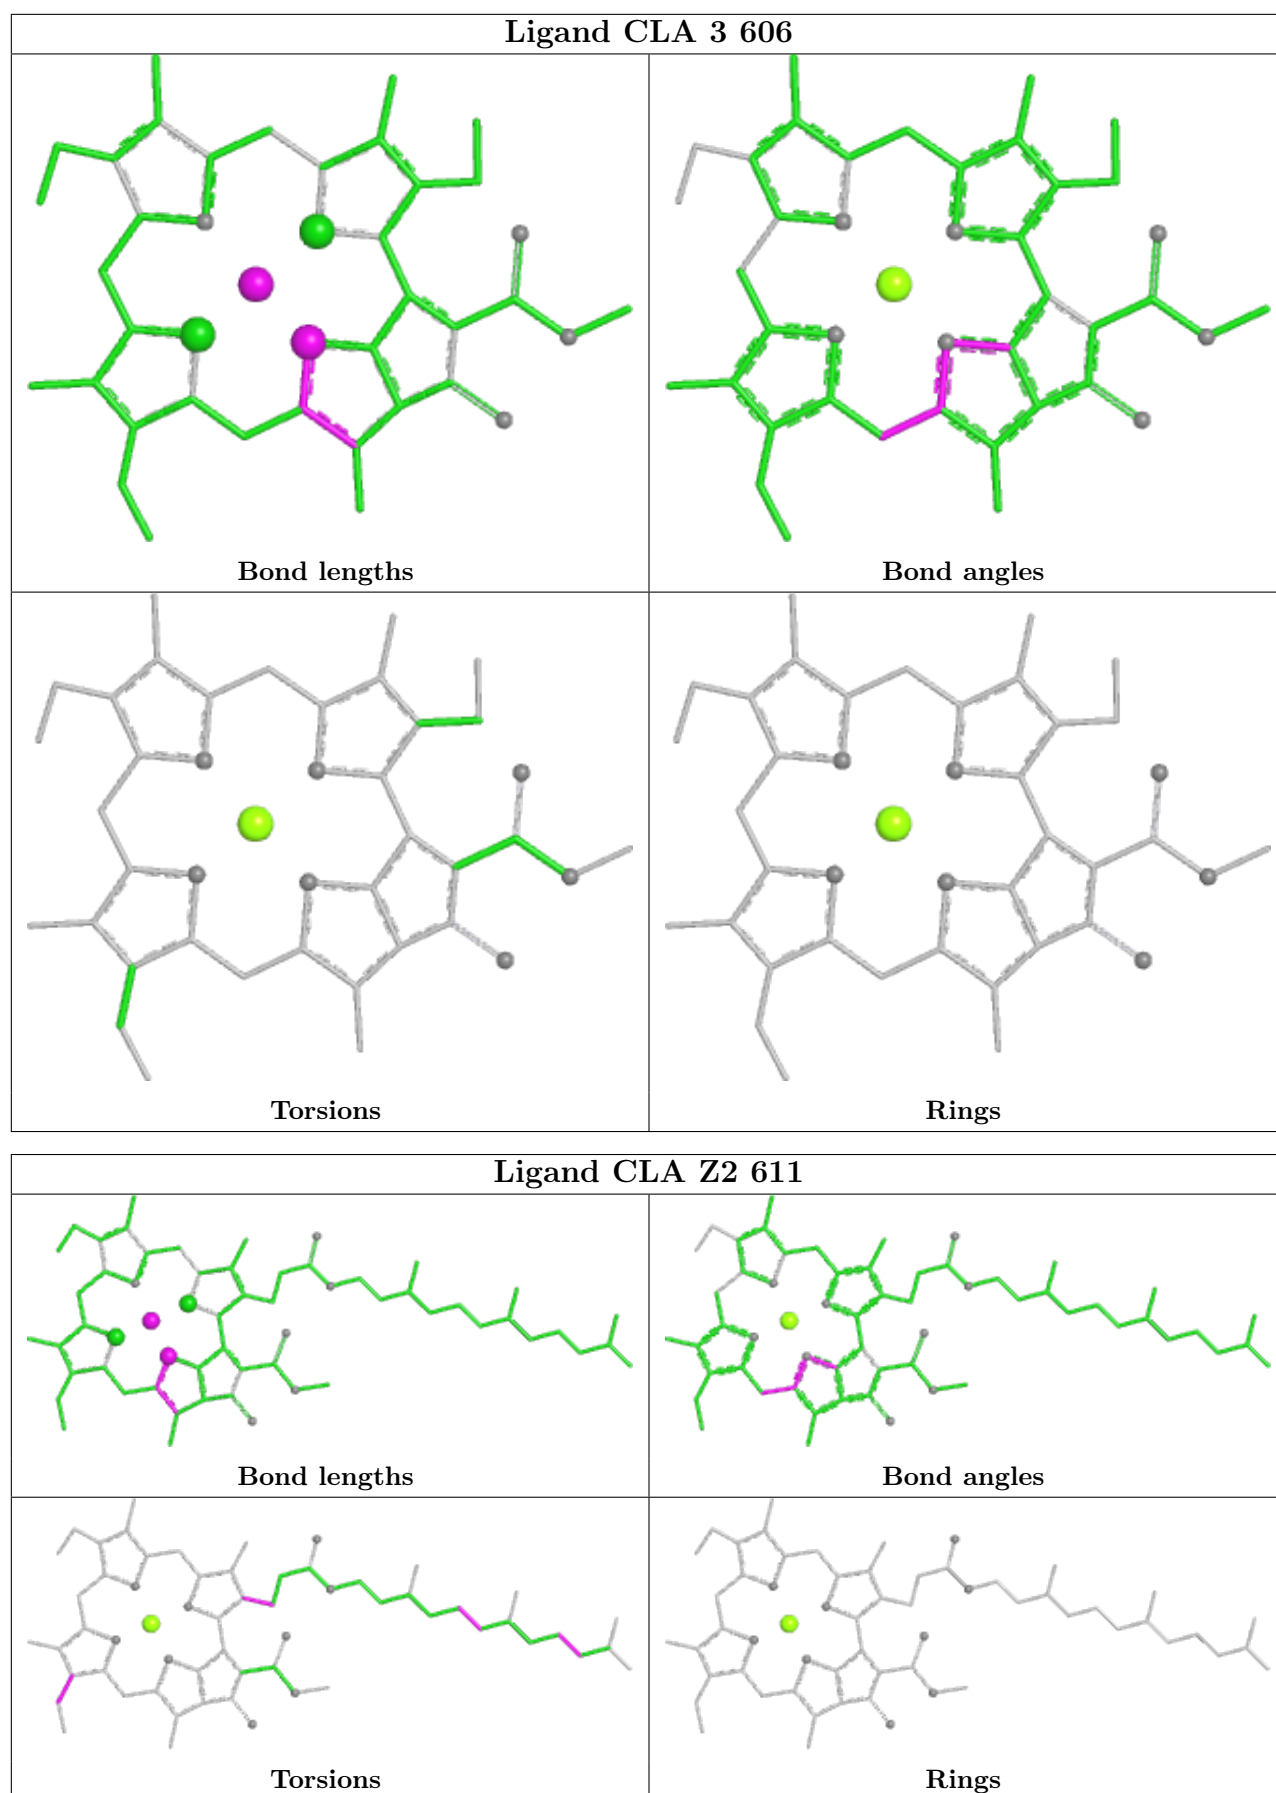 Ligand CLA 3 606
Bond lengths
Bond angles
Torsions
Rings
Ligand CLA Z2 611
Bond lengths
Bond angles
Torsions
Rings